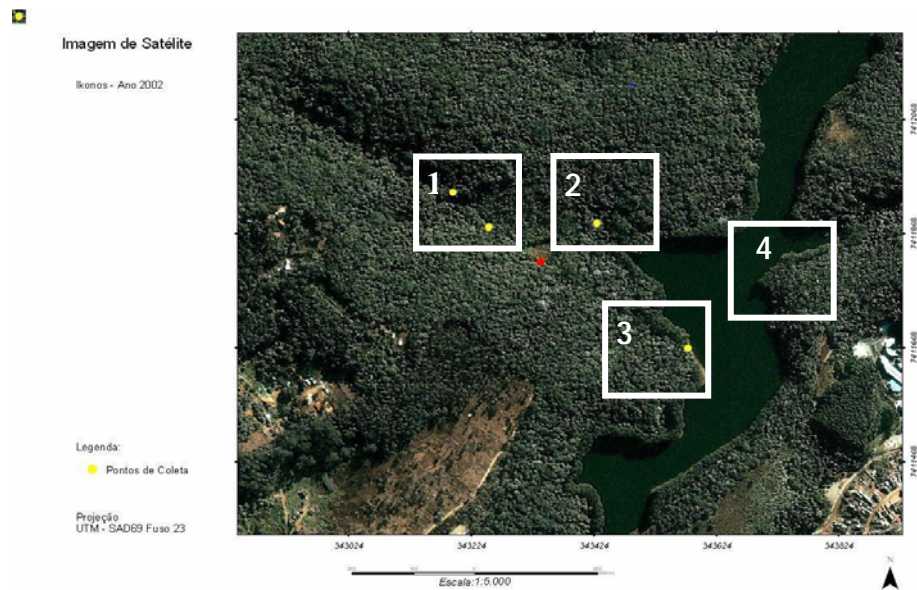 Imagem de Satélite
Ikonos - Ano 2002
1
2
3
4
7412068
7411868
7411668
7411468
Legenda:
Pontos de Coleta
Projeção
UTM - SAD69 Fuso 23
343024
343224
343424
343624
343824
Escala:1:5.000
N